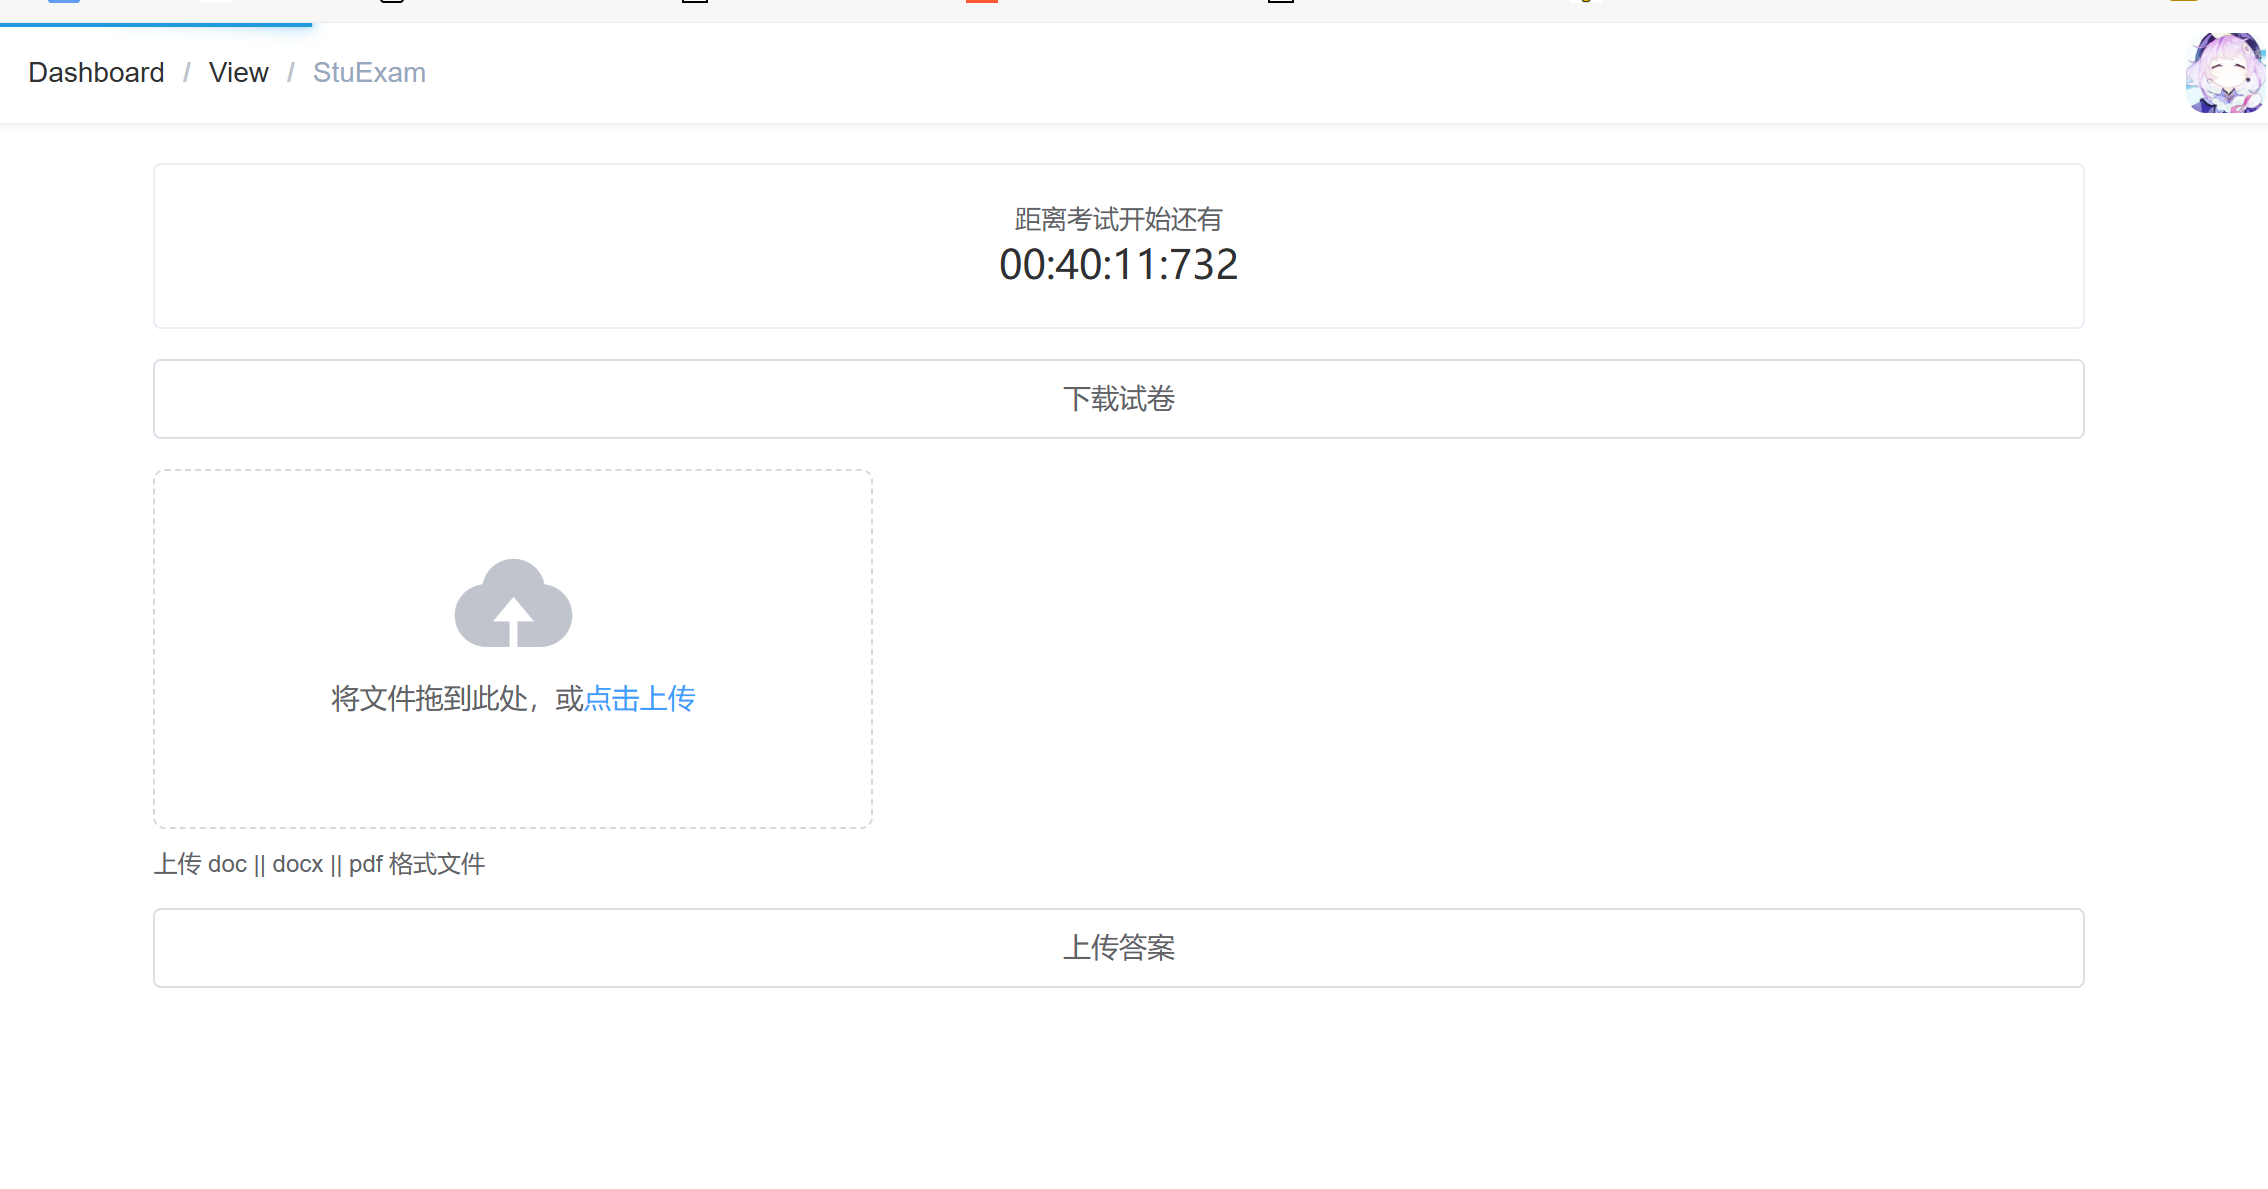 Dashboard / View / StuExam
距离考试开始还有
00:40:11:732
下载试卷
将文件拖到此处，或点击上传
上传 doc || docx || pdf 格式文件
上传答案